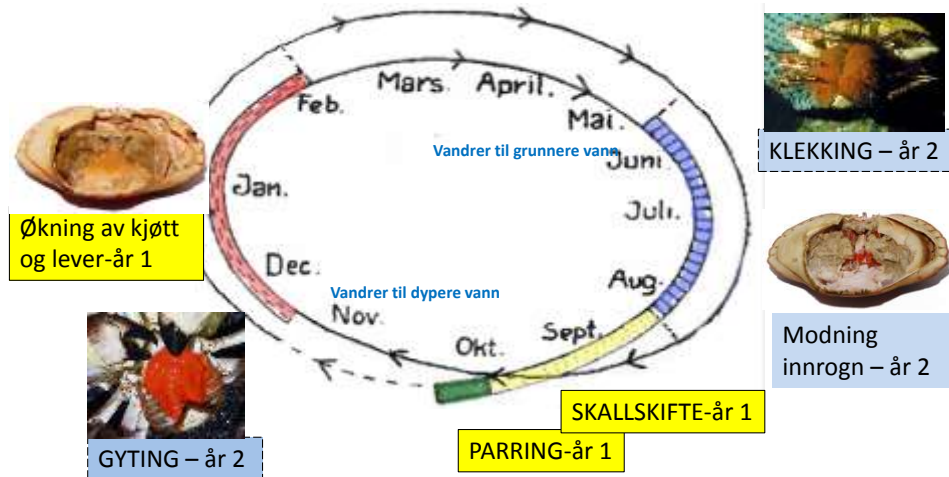 Feb.
Mars.
April.
Mai.
Juni
Juli.
Aug.
Sept.
Okt.
Nov.
Dec.
Jan.
Vandrer til grunnere vann
Vandrer til dypere vann
KLEKKING – år 2
Modning
innrogn – år 2
SKALLSKIFTE-år 1
PARRING-år 1
GYTING – år 2
Økning av kjøtt
og lever-år 1